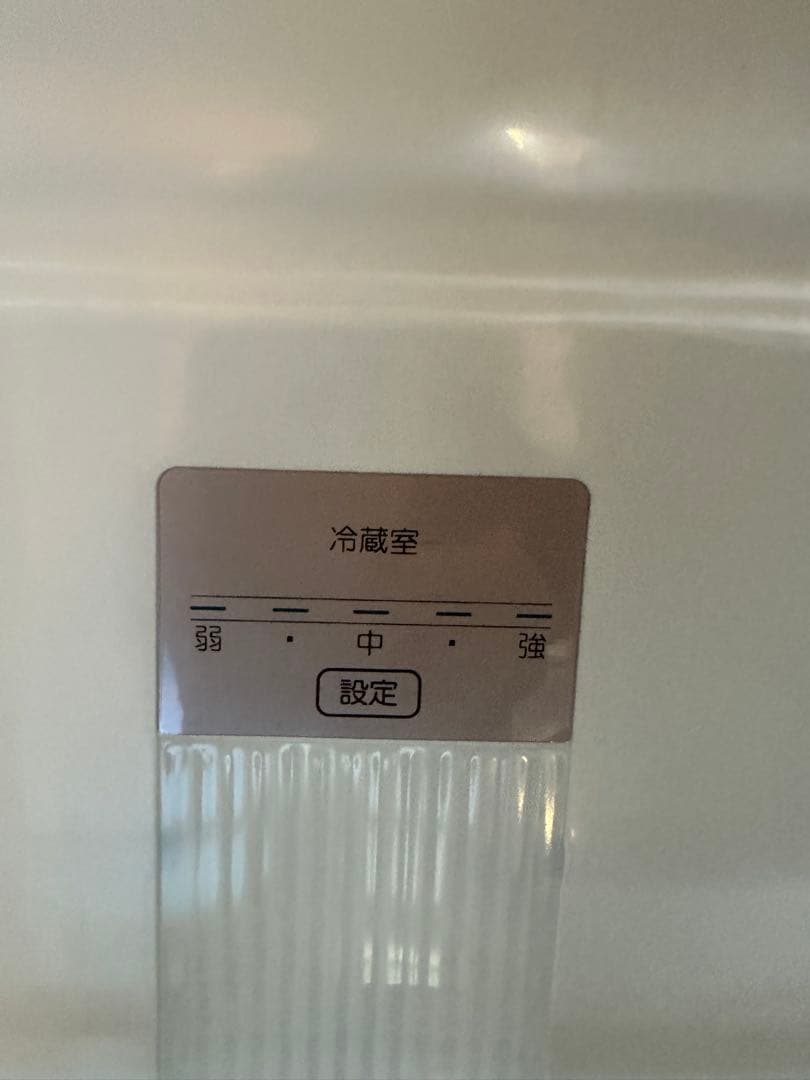 冷蔵室
弱 ・ 中 ・ 強
設定